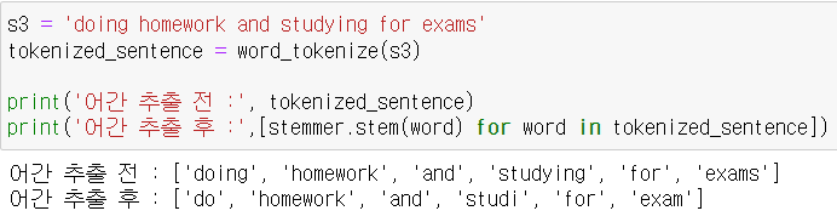 s3 = 'doing homework and studying for exams'
tokenized_sentence = word_tokenize(s3)
print('어간 추출 전 :', tokenized_sentence)
print('어간 추출 후 :',[stemmer.stem(word) for word in tokenized_sentence])
어간 추출 전 : ['doing', 'homework', 'and', 'studying', 'for', 'exams']
어간 추출 후 : ['do', 'homework', 'and', 'studi', 'for', 'exam']